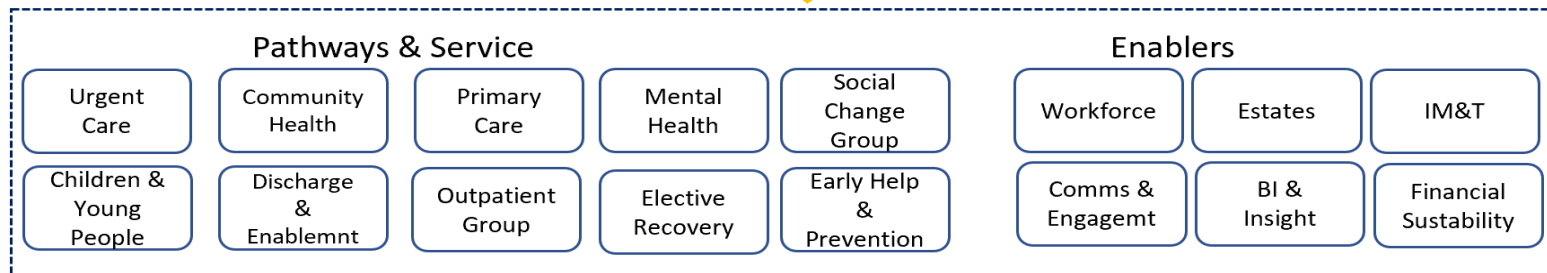 Pathways & Service
Urgent
Care
Community
Health
Primary
Care
Mental
Health
Social
Change
Group
Children &
Young
People
Discharge
&
Enablemnt
Outpatient
Group
Elective
Recovery
Early Help
&
Prevention
Enablers
Workforce
Estates
IM&T
Comms &
Engagemt
BI &
Insight
Financial
Sustability